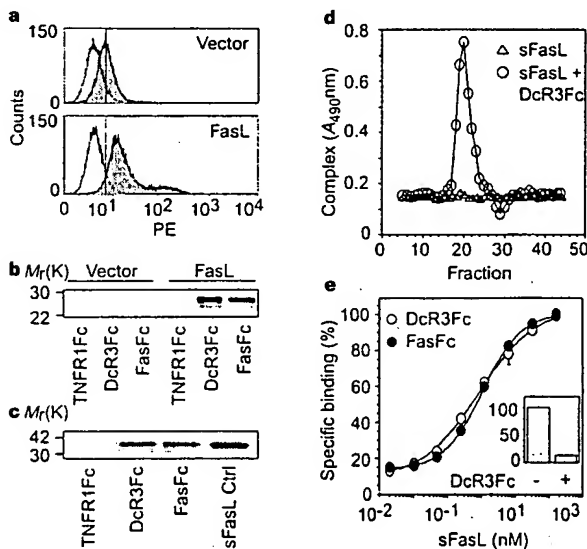 a
150
Vector
0
Counts
150
FasL
0
0 10¹ 10² 10³ 10⁴
PE
b Mr(K) Vector FasL
30
22
TNFR1Fc
DcR3Fc
FasFc
TNFR1Fc
DcR3Fc
FasFc
c Mr(K)
42
30
TNFR1Fc
DcR3Fc
FasFc
sFasL Ctrl
d
Complex (A490nm)
0.8
0.6
0.4
0.2
0
0 10 20 30 40 50
Fraction
sFasL
sFasL +
DcR3Fc
e
Specific binding (%)
100
80
60
40
20
0
DcR3Fc
FasFc
100
50
0
DcR3Fc - +
10⁻² 10⁻¹ 10⁰ 10¹ 10² 10³
sFasL (nM)